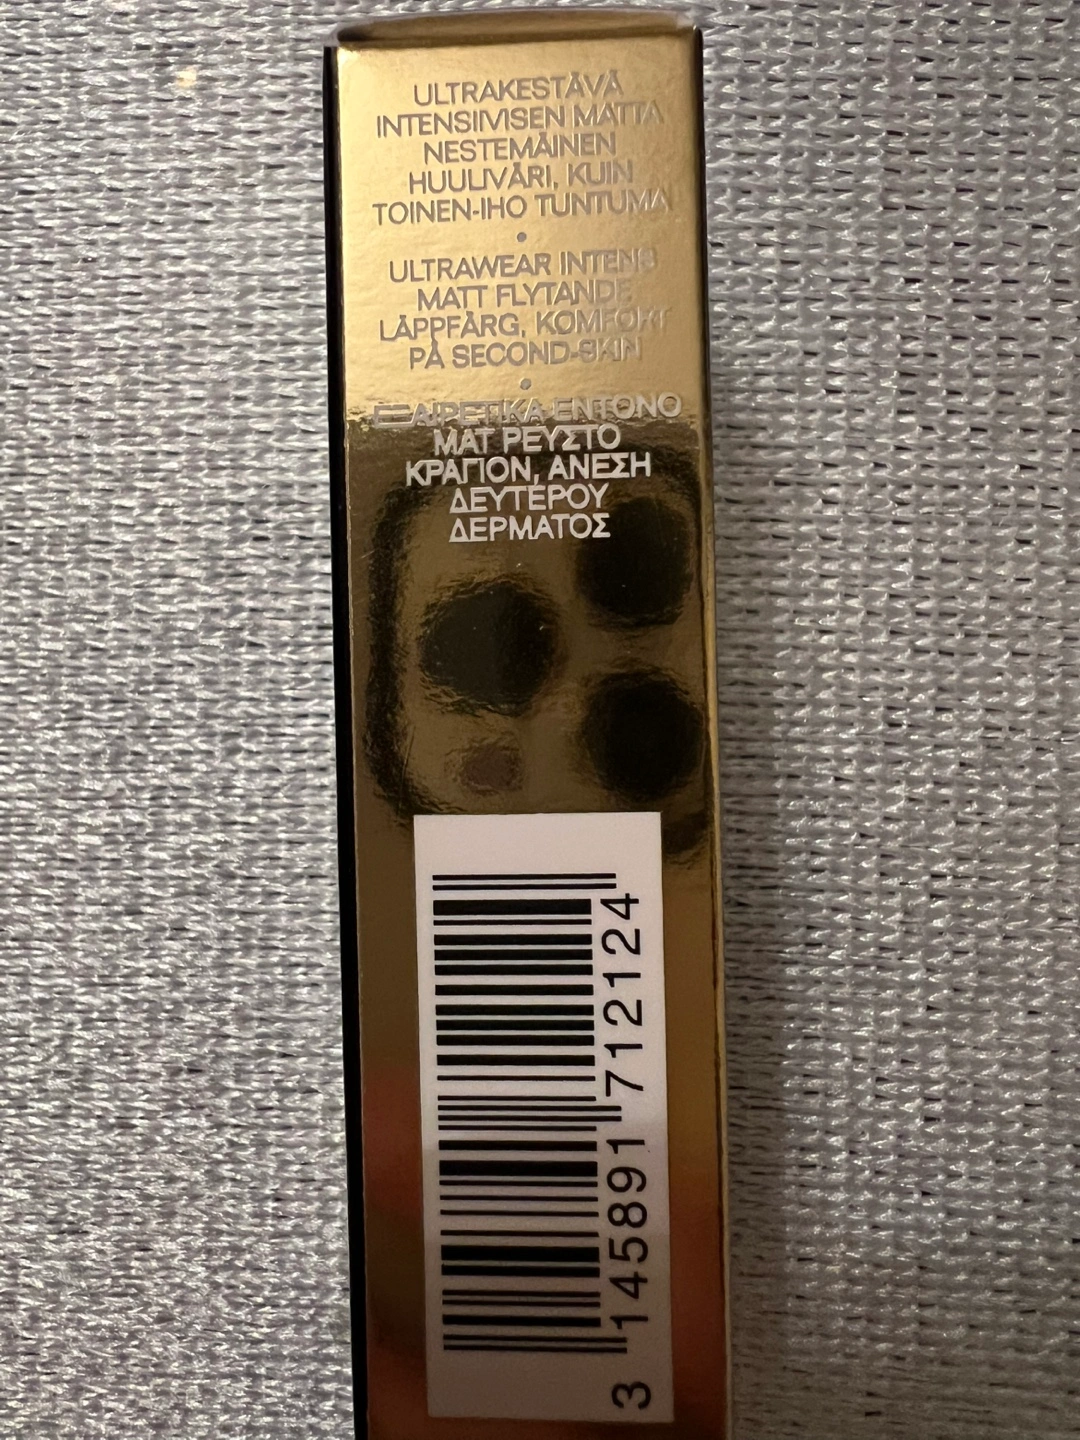 ULTRAKESTÄVÄ
INTENSIIVISEN MATTA
NESTEMÄINEN
HUULIVÄRI, KUIN
TOINEN-IHO TUNTUMA
•
ULTRAWEAR INTENS
MATT FLYTANDE
LÄPPFÄRG, KOMFORT
PÅ SECOND-SKIN
•
ΕΞΑΙΡΕΤΙΚΑ ΕΝΤΟΝΟ
ΜΑΤ ΡΕΥΣΤΟ
ΚΡΑΓΙΟΝ, ΑΝΕΣΗ
ΔΕΥΤΕΡΟΥ
ΔΕΡΜΑΤΟΣ
3 145891 712124